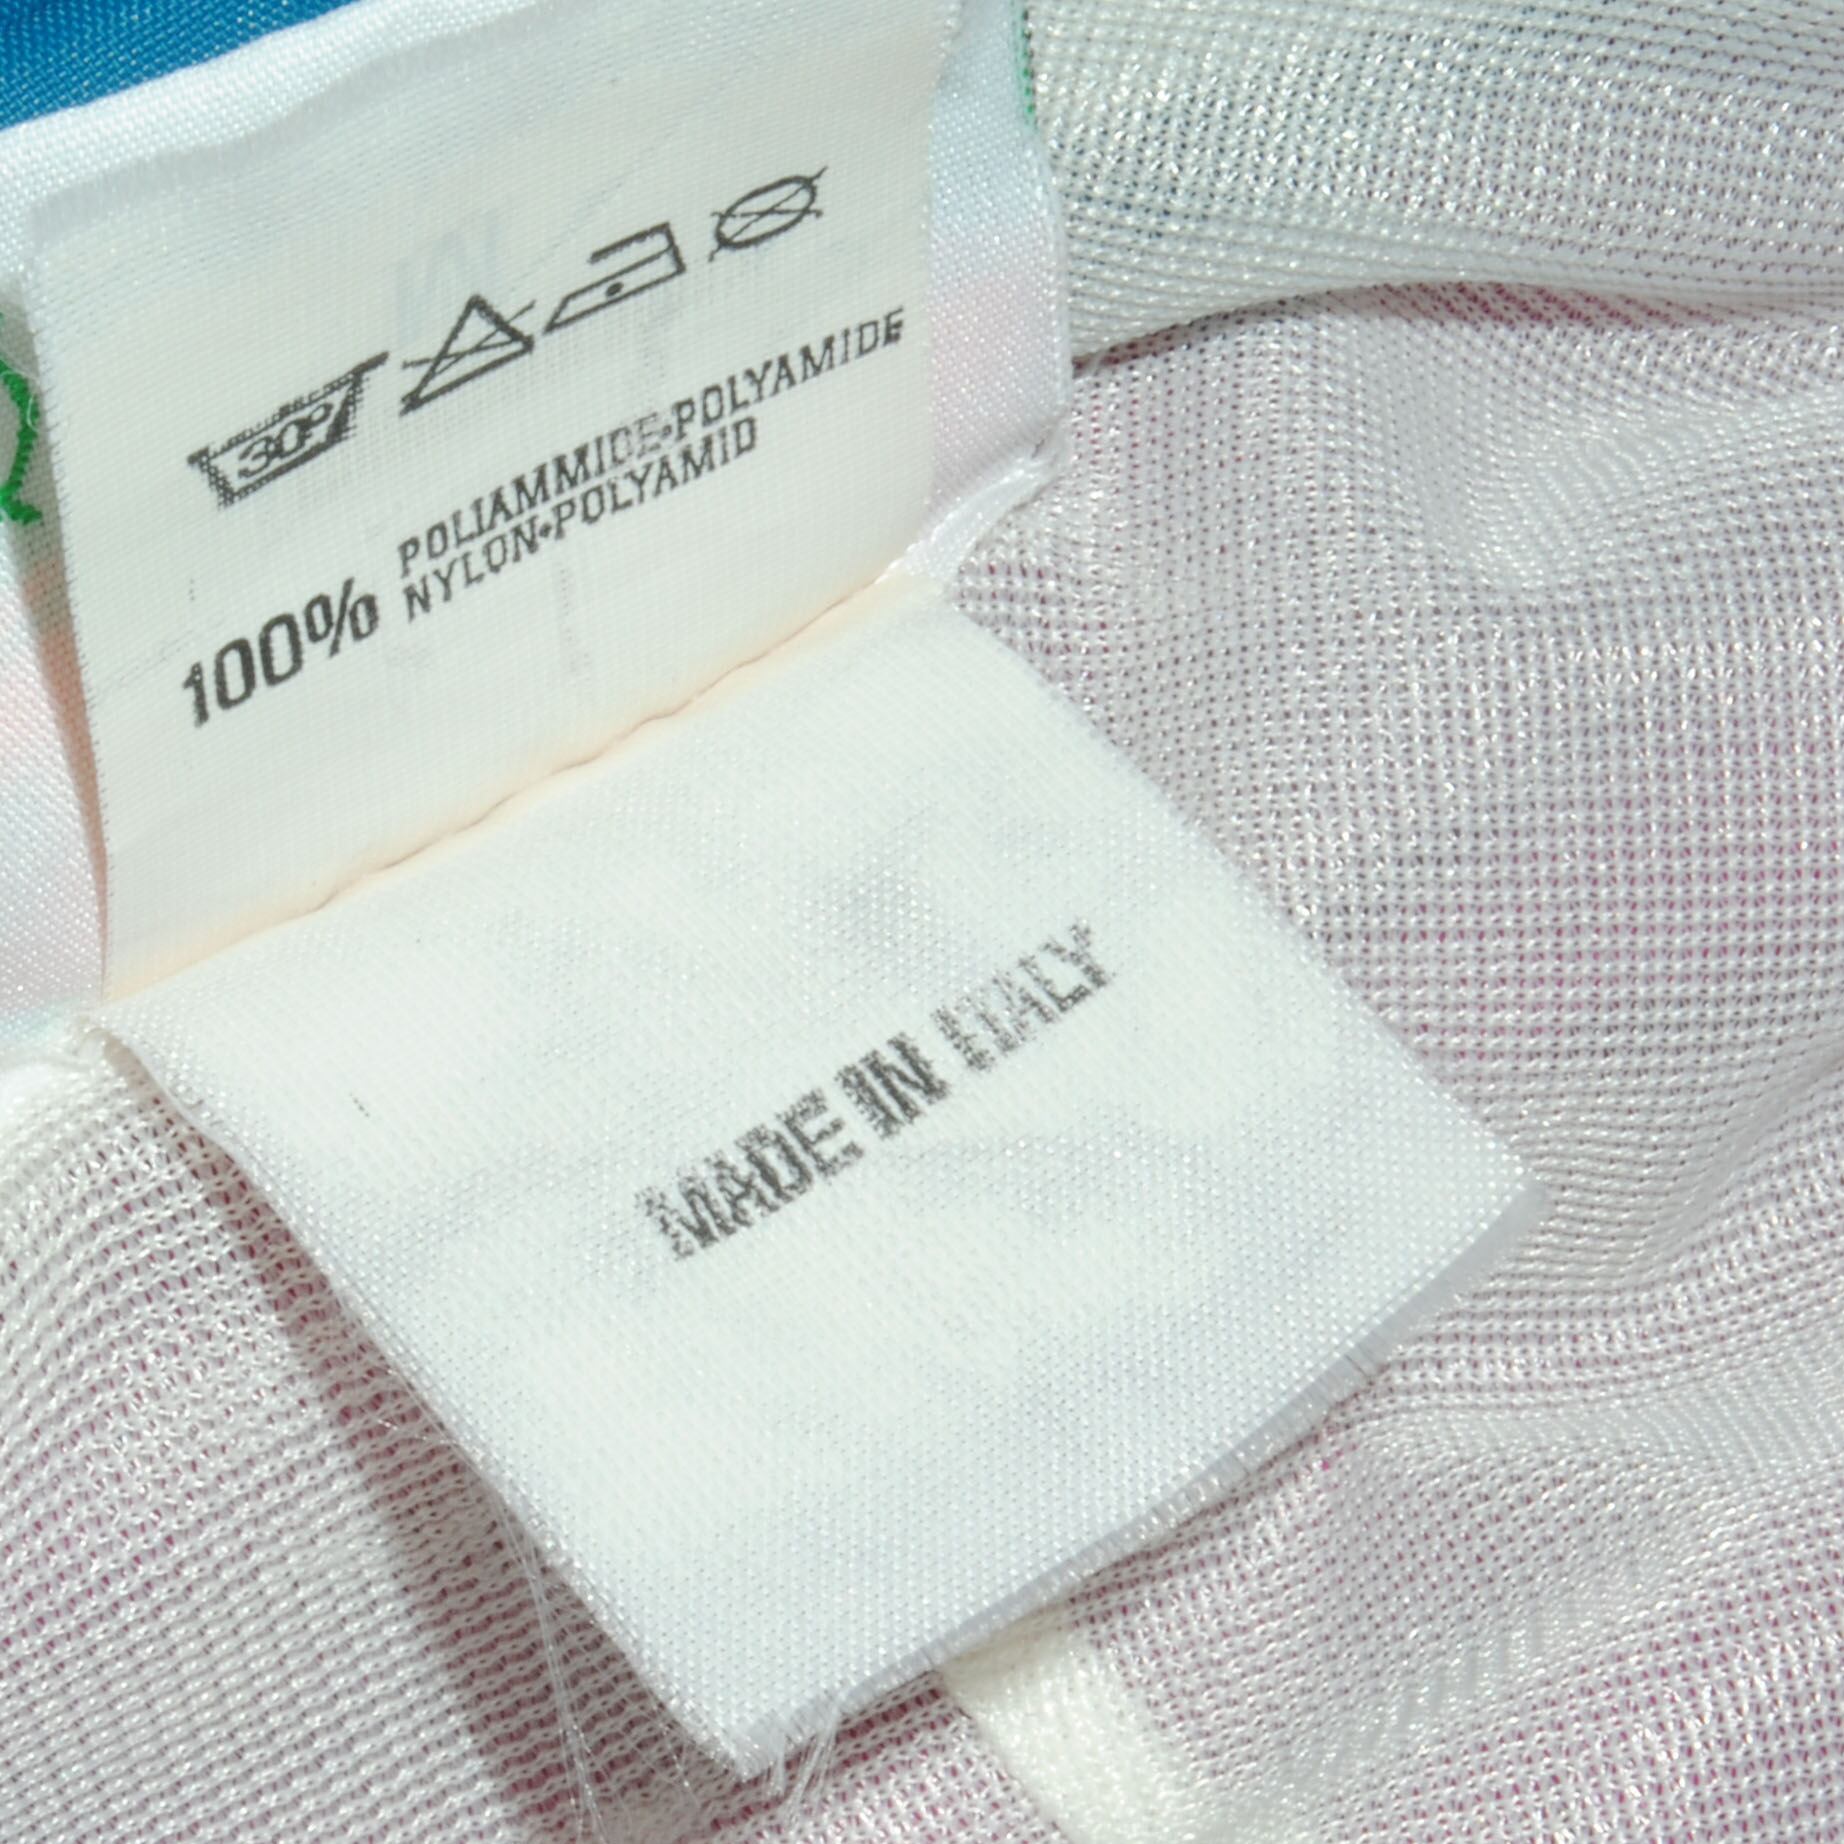 30°
100% POLIAMMIDE•POLYAMIDE
NYLON•POLYAMID
MADE IN ITALY